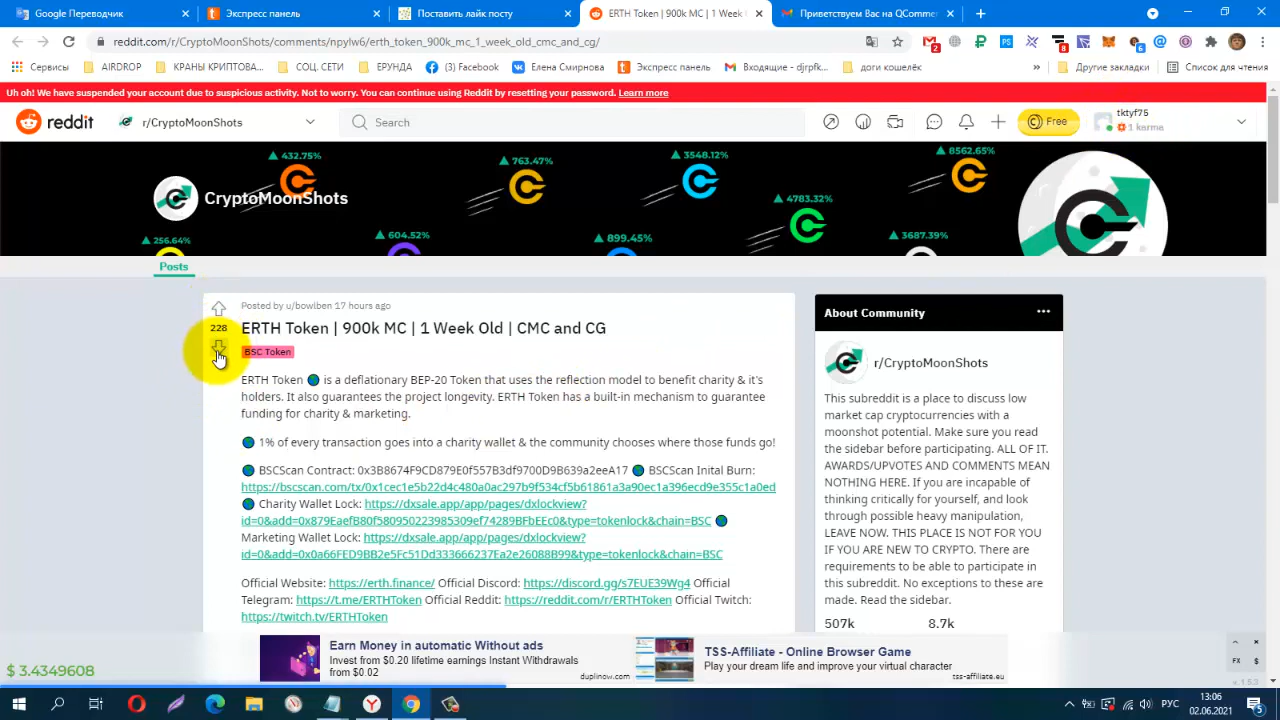 Google Переводчик
Экспресс панель
Поставить лайк посту
ERTH Token | 900k MC | 1 Week
Приветствуем Вас на QComme
reddit.com/r/CryptoMoonShots/comments/npylw6/erth_token_900k_mc_1_week_old_cmc_and_cg/
2
8
6
Сервисы
AIRDROP
КРАНЫ КРИПТОВА...
СОЦ. СЕТИ
ЕРУНДА
(3) Facebook
Елена Смирнова
Экспресс панель
Входящие - djrpfk...
доги кошелёк
»
Другие закладки
Список для чтения
Uh oh! We have suspended your account due to suspicious activity. Not to worry. You can continue using Reddit by resetting your password. Learn more
reddit
r/CryptoMoonShots
Search
Free
tktyf75
1 karma
432.75%
763.47%
3548.12%
8562.65%
CryptoMoonShots
4783.32%
256.64%
604.52%
899.45%
3687.39%
Posts
Posted by u/bowlben 17 hours ago
228
ERTH Token | 900k MC | 1 Week Old | CMC and CG
BSC Token
ERTH Token is a deflationary BEP-20 Token that uses the reflection model to benefit charity & it's
holders. It also guarantees the project longevity. ERTH Token has a built-in mechanism to guarantee
funding for charity & marketing.
1% of every transaction goes into a charity wallet & the community chooses where those funds go!
BSCScan Contract: 0x3B8674F9CD879E0f557B3df9700D9B639a2eeA17 BSCScan Inital Burn:
https://bscscan.com/tx/0x1cec1e5b22d4c480a0ac297b9f534cf5b61861a3a90ec1a396ecd9e355c1a0ed
Charity Wallet Lock: https://dxsale.app/app/pages/dxlockview?
id=0&add=0x879EaefB80f580950223985309ef74289BFbEEc0&type=tokenlock&chain=BSC
Marketing Wallet Lock: https://dxsale.app/app/pages/dxlockview?
id=0&add=0x0a66FED9BB2e5Fc51Dd333666237Ea2e26088B99&type=tokenlock&chain=BSC
Official Website: https://erth.finance/ Official Discord: https://discord.gg/s7EUE39Wg4 Official
Telegram: https://t.me/ERTHToken Official Reddit: https://reddit.com/r/ERTHToken Official Twitch:
https://twitch.tv/ERTHToken
About Community
r/CryptoMoonShots
This subreddit is a place to discuss low
market cap cryptocurrencies with a
moonshot potential. Make sure you read
the sidebar before participating. ALL OF IT.
AWARDS/UPVOTES AND COMMENTS MEAN
NOTHING HERE. If you are incapable of
thinking critically for yourself, and look
through possible heavy manipulation,
LEAVE NOW. THIS PLACE IS NOT FOR YOU
IF YOU ARE NEW TO CRYPTO. There are
requirements to be able to participate in
this subreddit. No exceptions to these are
made. Read the sidebar.
507k
8.7k
$ 3.4349608
Earn Money in automatic Without ads
Invest from $0.20 lifetime earnings Instant Withdrawals
from $0.02
duplinow.com
TSS-Affiliate - Online Browser Game
Play your dream life and improve your virtual character
tss-affiliate.eu
FX
$
v.1.5.3
РУС
13:06
02.06.2021
5